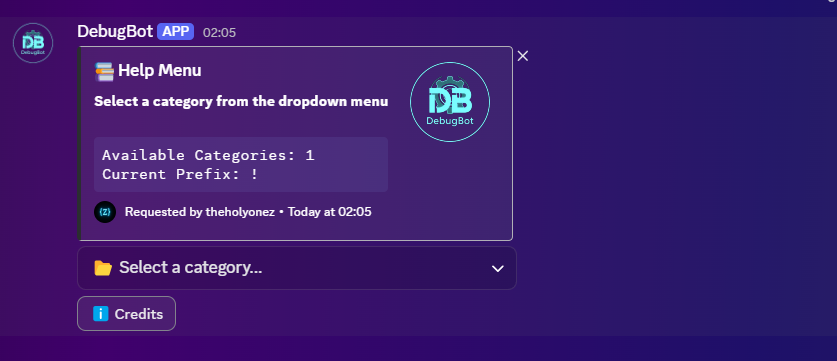 DebugBot APP 02:05
DB
DebugBot
Help Menu
Select a category from the dropdown menu
DB
DebugBot
Available Categories: 1
Current Prefix: !
{Z} Requested by theholyonez • Today at 02:05
Select a category...
Credits